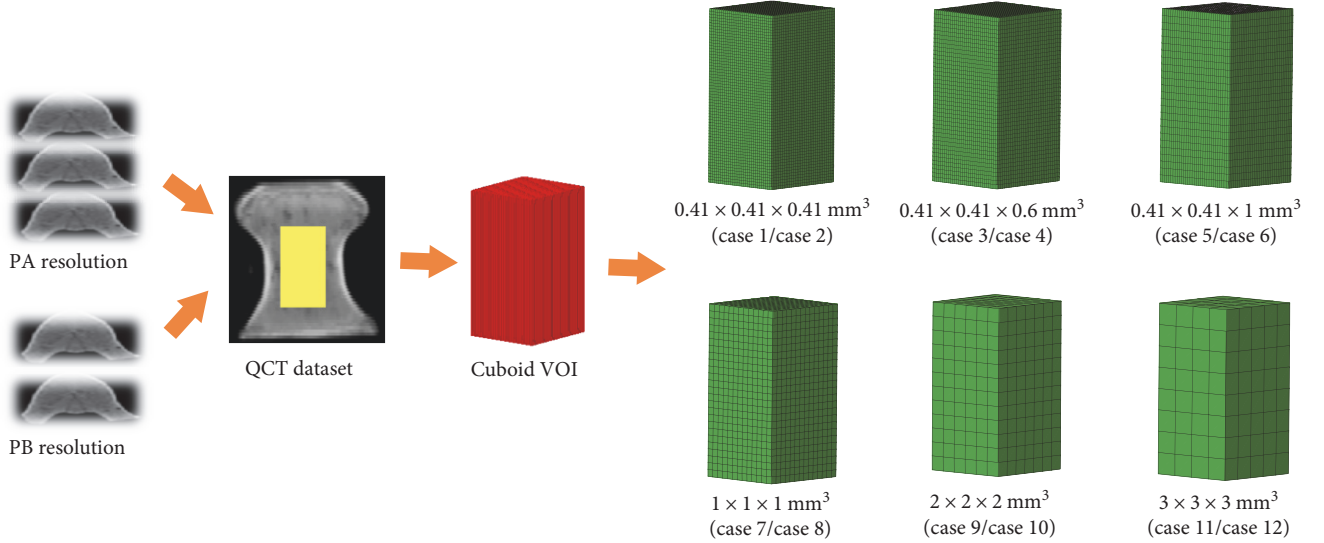 PA resolution
PB resolution
QCT dataset
Cuboid VOI
0.41 × 0.41 × 0.41 mm³
(case 1/case 2)
0.41 × 0.41 × 0.6 mm³
(case 3/case 4)
0.41 × 0.41 × 1 mm³
(case 5/case 6)
1 × 1 × 1 mm³
(case 7/case 8)
2 × 2 × 2 mm³
(case 9/case 10)
3 × 3 × 3 mm³
(case 11/case 12)